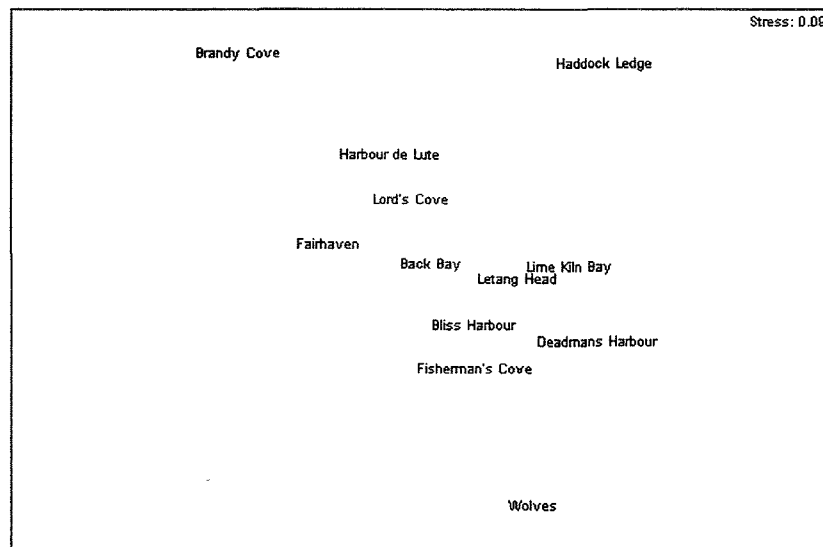 Stress: 0.09
Brandy Cove
Haddock Ledge
Harbour de Lute
Lord's Cove
Fairhaven
Back Bay
Lime Kiln Bay
Letang Head
Bliss Harbour
Deadmans Harbour
Fisherman's Cove
Wolves